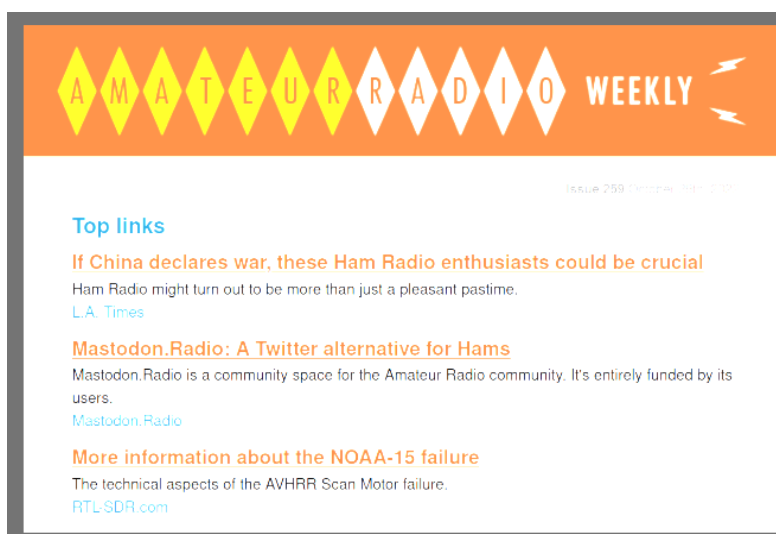 AMATEUR RADIO WEEKLY
Issue 259
Top links
If China declares war, these Ham Radio enthusiasts could be crucial
Ham Radio might turn out to be more than just a pleasant pastime.
L.A. Times
Mastodon.Radio: A Twitter alternative for Hams
Mastodon.Radio is a community space for the Amateur Radio community. It's entirely funded by its
users.
Mastodon.Radio
More information about the NOAA-15 failure
The technical aspects of the AVHRR Scan Motor failure.
RTL-SDR.com